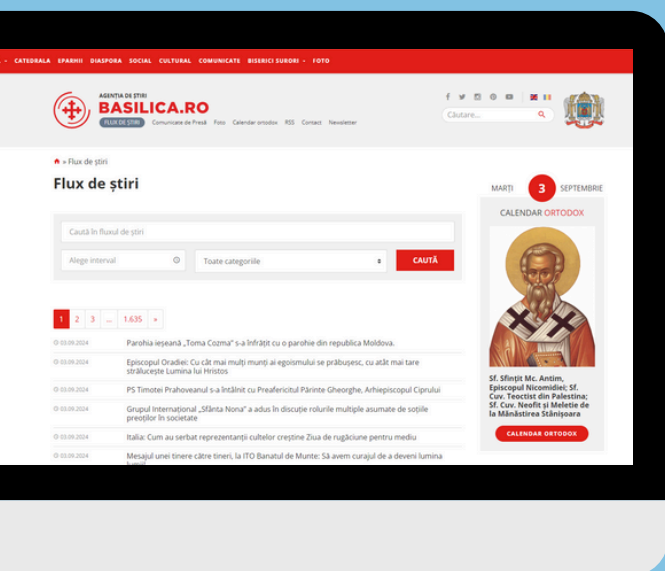 CATEDRALA EPARHII DIASPORA SOCIAL CULTURAL COMUNICATE BISERICI SURORI FOTO
AGENȚIA DE ȘTIRI
BASILICA.RO
FLUX DE ȘTIRI Comunicate de Presă Foto Calendar ortodox RSS Contact Newsletter
Căutare...
» Flux de știri
Flux de știri
Caută în fluxul de știri
Alege interval
Toate categoriile
CAUTĂ
1 2 3 ... 1.635 »
03.09.2024 Parohia ieșeană „Toma Cozma” s-a înfrățit cu o parohie din republica Moldova.
03.09.2024 Episcopul Oradiei: Cu cât mai mulți munți ai egoismului se prăbușesc, cu atât mai tare
strălucește Lumina lui Hristos
03.09.2024 PS Timotei Prahoveanul s-a întâlnit cu Preafericitul Părinte Gheorghe, Arhiepiscopul Ciprului
03.09.2024 Grupul Internațional „Sfânta Nona” a adus în discuție rolurile multiple asumate de soțiile
preoților în societate
03.09.2024 Italia: Cum au serbat reprezentanții cultelor creștine Ziua de rugăciune pentru mediu
03.09.2024 Mesajul unei tinere către tineri, la ITO Banatul de Munte: Să avem curajul de a deveni lumina
MARȚI 3 SEPTEMBRIE
CALENDAR ORTODOX
Sf. Sfințit Mc. Antim,
Episcopul Nicomidiei; Sf.
Cuv. Teoctist din Palestina;
Sf. Cuv. Neofit și Meletie de
la Mănăstirea Stânișoara
CALENDAR ORTODOX